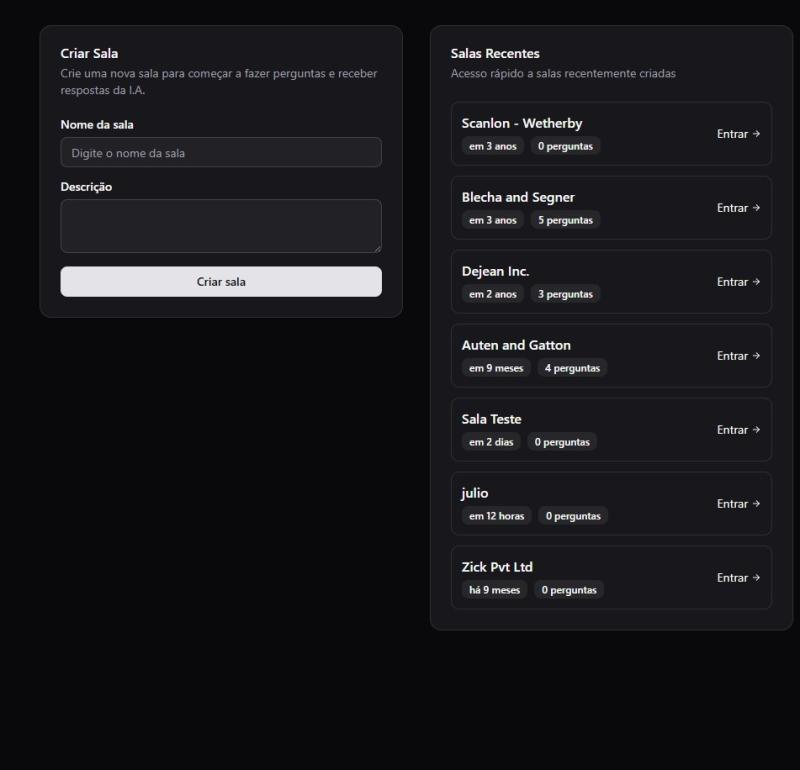 Criar Sala
Crie uma nova sala para começar a fazer perguntas e receber
respostas da I.A.
Nome da sala
Digite o nome da sala
Descrição
Criar sala
Salas Recentes
Acesso rápido a salas recentemente criadas
Scanlon - Wetherby
em 3 anos 0 perguntas
Entrar →
Blecha and Segner
em 3 anos 5 perguntas
Entrar →
Dejean Inc.
em 2 anos 3 perguntas
Entrar →
Auten and Gatton
em 9 meses 4 perguntas
Entrar →
Sala Teste
em 2 dias 0 perguntas
Entrar →
julio
em 12 horas 0 perguntas
Entrar →
Zick Pvt Ltd
há 9 meses 0 perguntas
Entrar →